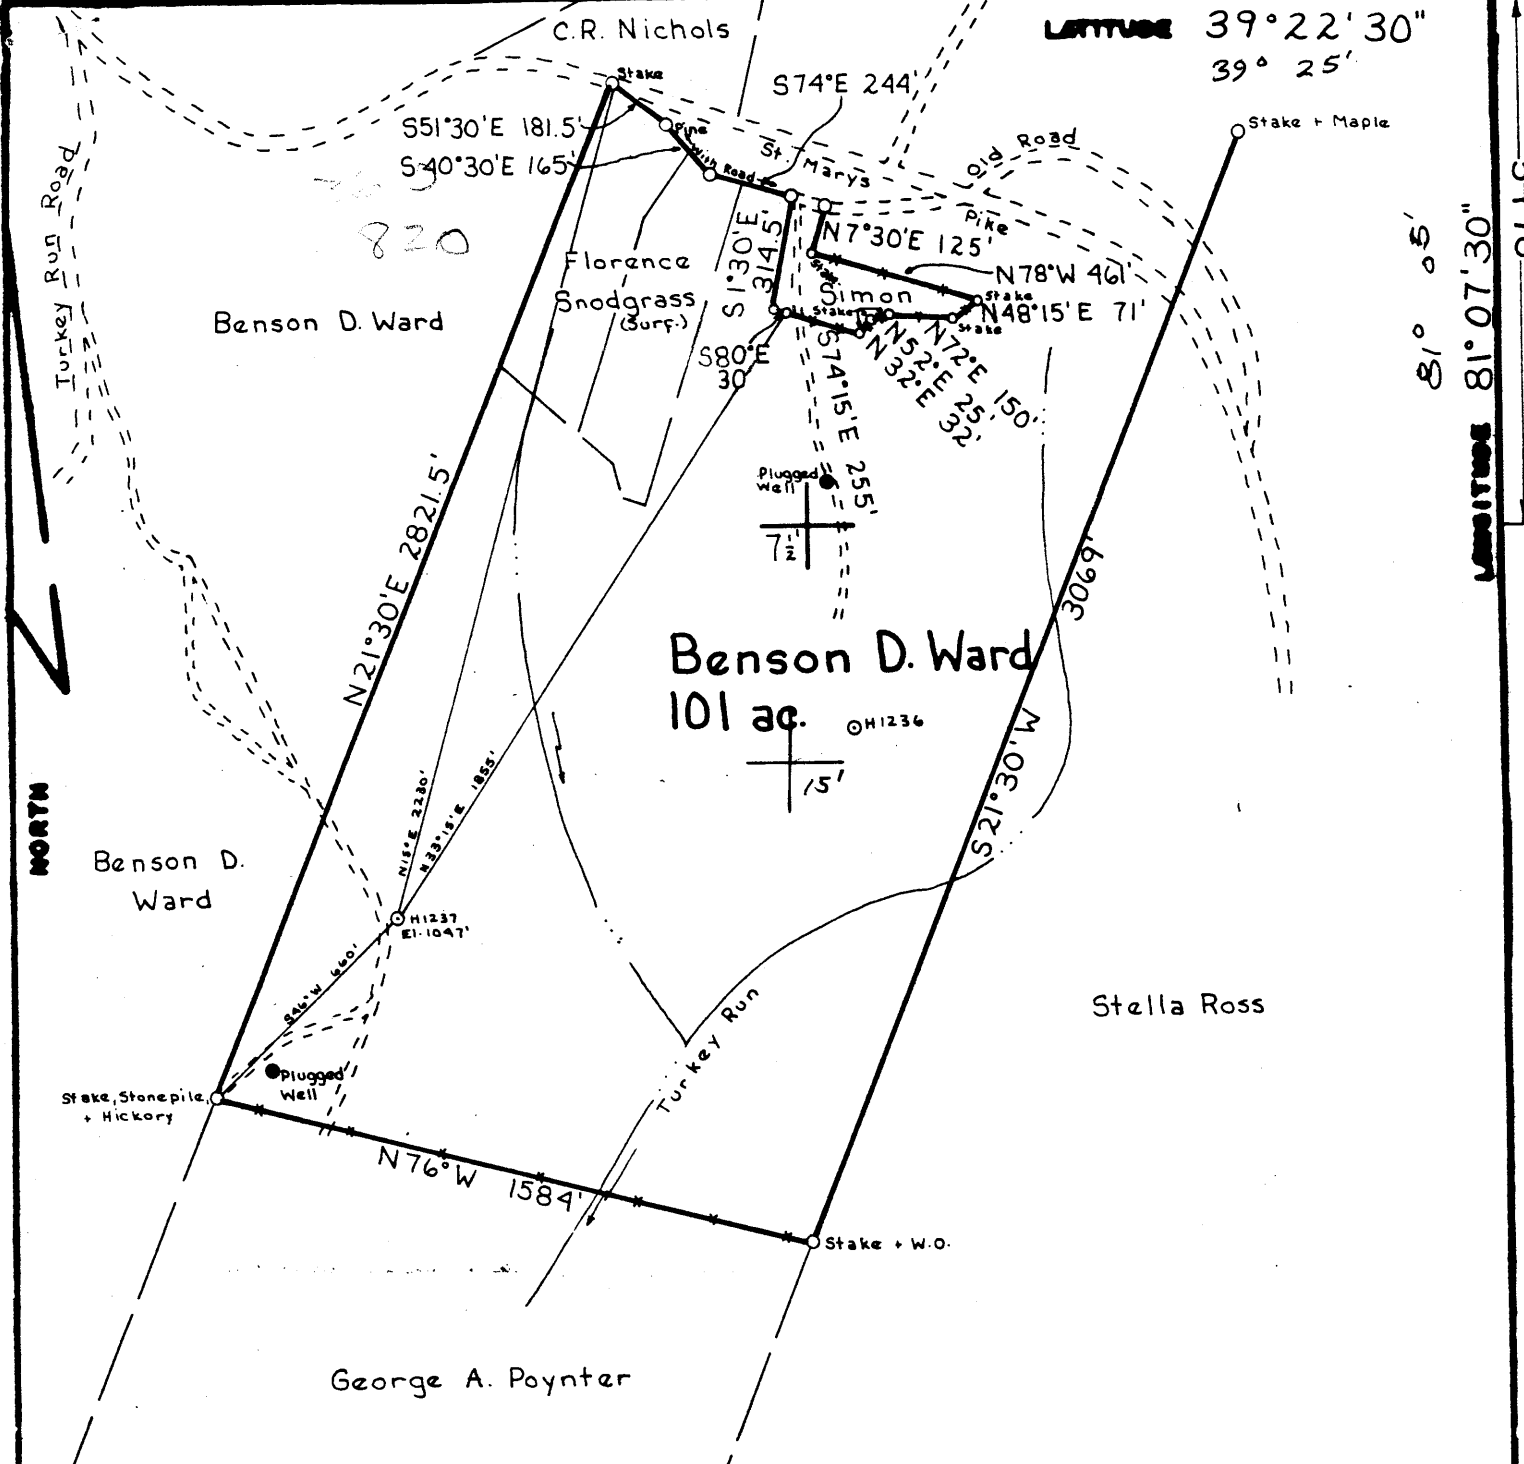 C.R. Nichols
LATITUDE 39°22'30"
39° 25'
Stake
S74°E 244'
Stake + Maple
S51°30'E 181.5'
Pine
S40°30'E 165'
With Road
St. Marys
Pike
Old Road
Turkey Run Road
820
N7°30'E 125'
S1°30'E
314.5'
Florence
Snodgrass
(Surf.)
Stake
N78°W 461'
Simon
Stake
Stake
N48°15'E 71'
Stake
Benson D. Ward
S80°E
30'
N72°E 150'
N52°E 25'
N32°E 32'
S74°15'E 255'
81° 05'
LONGITUDE 81°07'30"
Plugged
Well
7½'
N21°30'E 2821.5'
3069'
S21°30'W
Benson D. Ward
101 ac.
H1236
15'
NORTH
N15°E 2230'
N33°15'E 1855'
Benson D.
Ward
H1237
El-1047'
S46°W 660'
Stella Ross
Turkey Run
Plugged
Well
Stake, Stonepile,
+ Hickory
N76°W 1584'
Stake + W.O.
George A. Poynter